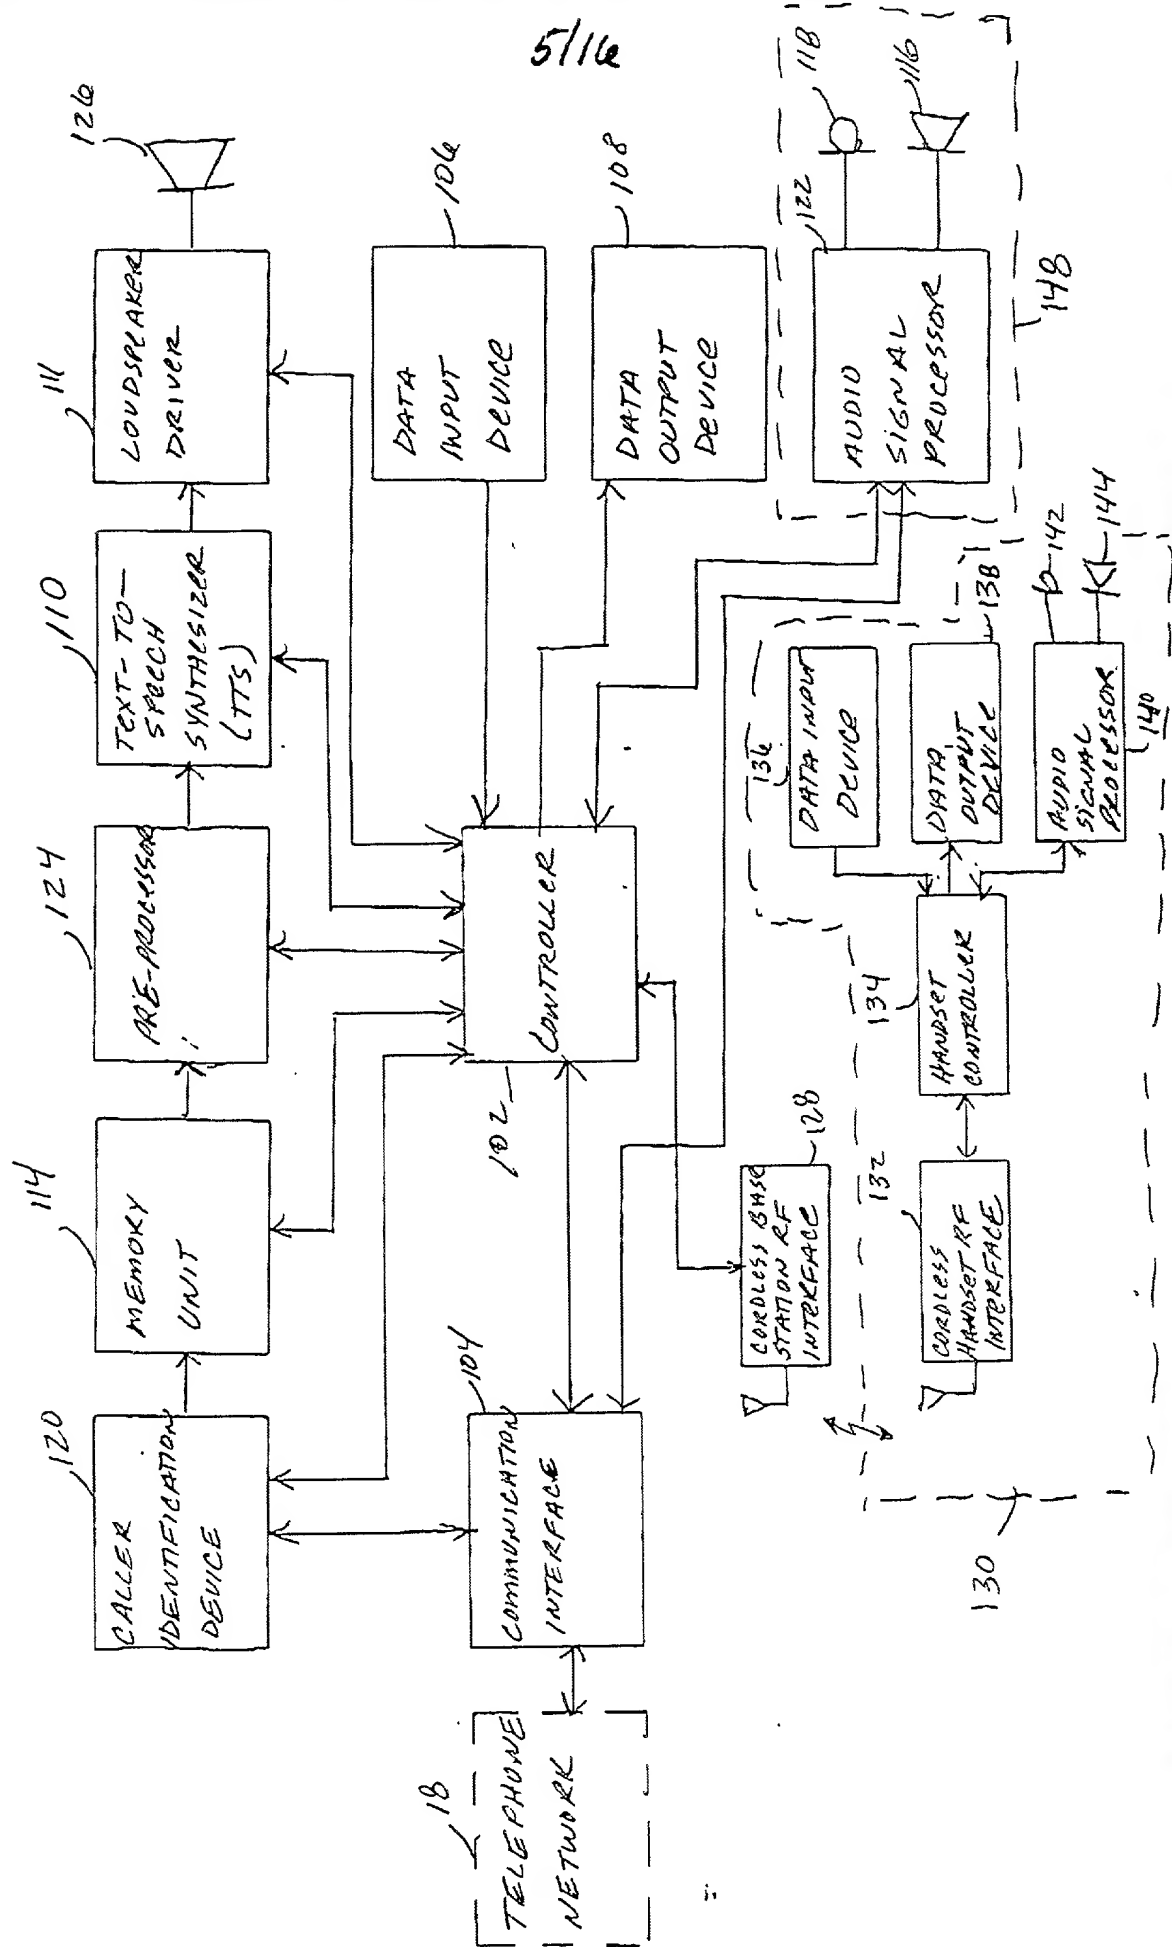 5/16
120
CALLER
IDENTIFICATION
DEVICE
114
MEMORY
UNIT
124
PRE-PROCESSOR
110
TEXT-TO-
SPEECH
SYNTHESIZER
(TTS)
111
LOUDSPEAKER
DRIVER
126
18
TELEPHONE
NETWORK
104
COMMUNICATION
INTERFACE
102
CONTROLLER
DATA
INPUT
DEVICE
106
DATA
OUTPUT
DEVICE
108
122
AUDIO
SIGNAL
PROCESSOR
118
116
148
CORDLESS BASE
STATION RF
INTERFACE
128
130
132
CORDLESS
HANDSET RF
INTERFACE
134
HANDSET
CONTROLLER
136
DATA INPUT
DEVICE
DATA
OUTPUT
DEVICE
138
AUDIO
SIGNAL
PROCESSOR
140
142
144